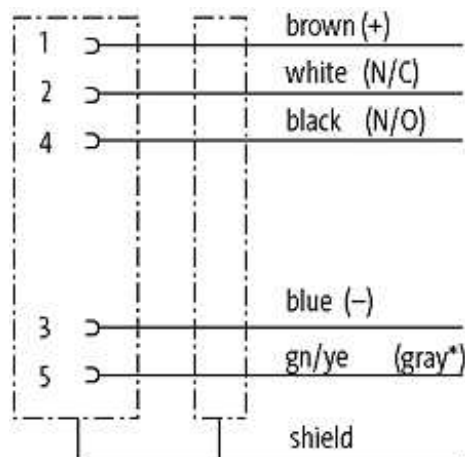 1 brown (+)
2 white (N/C)
4 black (N/O)
3 blue (–)
5 gn/ye (gray*)
shield